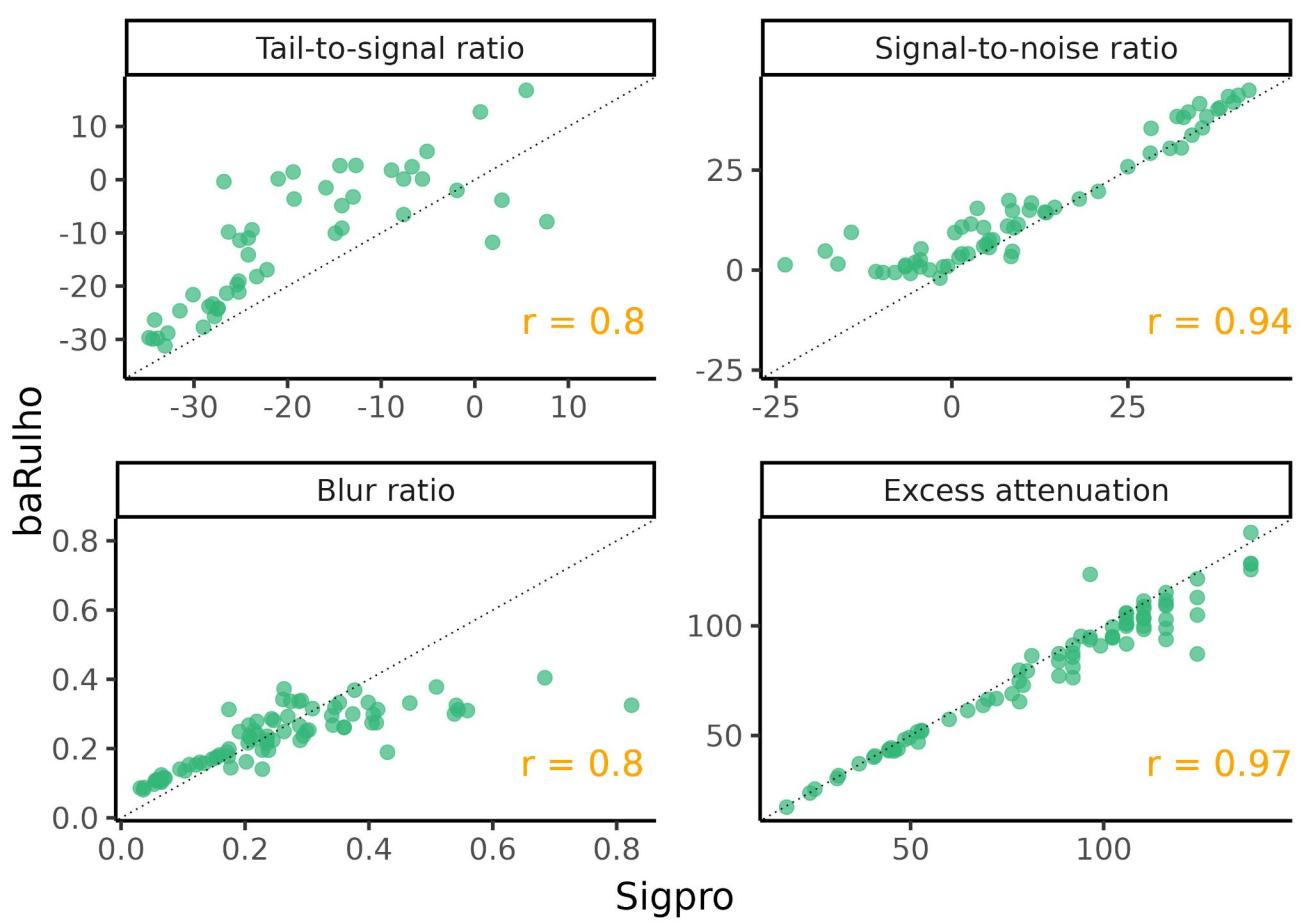 Tail-to-signal ratio
Signal-to-noise ratio
10
0
-10
-20
-30
r = 0.8
-30 -20 -10 0 10
25
0
-25
r = 0.94
-25 0 25
baRulho
Blur ratio
Excess attenuation
0.8
0.6
0.4
0.2
0.0
r = 0.8
0.0 0.2 0.4 0.6 0.8
100
50
r = 0.97
50 100
Sigpro